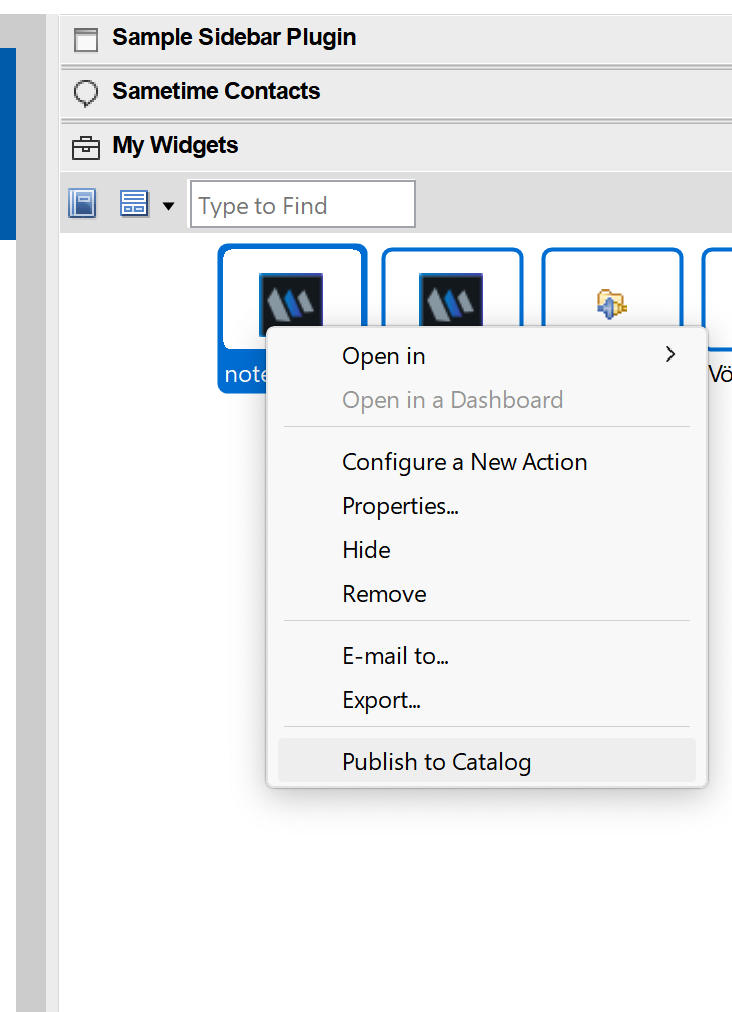 Sample Sidebar Plugin
Sametime Contacts
My Widgets
Type to Find
note
Vö
Open in
Open in a Dashboard
Configure a New Action
Properties...
Hide
Remove
E-mail to...
Export...
Publish to Catalog